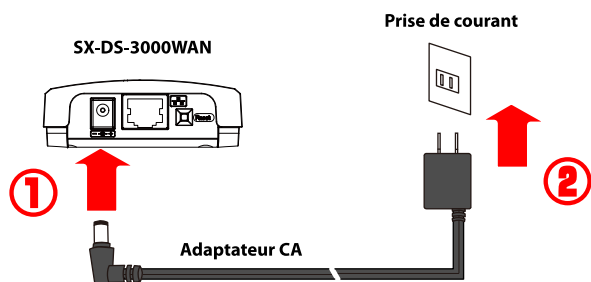 Prise de courant
SX-DS-3000WAN
Reset
①
②
Adaptateur CA